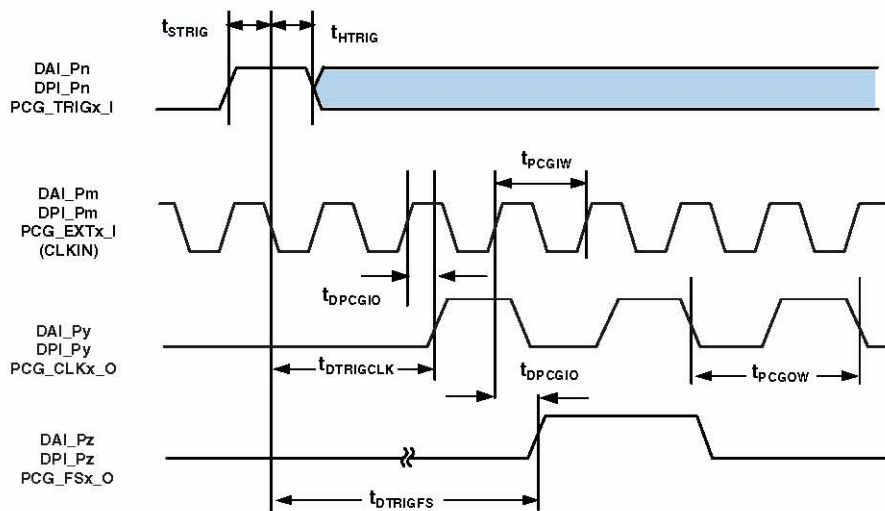 tSTRIG
tHTRIG
DAI_Pn
DPI_Pn
PCG_TRIGx_I
tPCGIW
DAI_Pm
DPI_Pm
PCG_EXTx_I
(CLKIN)
tDPCGIO
DAI_Py
DPI_Py
PCG_CLKx_O
tDTRIGCLK
tDPCGIO
tPCGOW
DAI_Pz
DPI_Pz
PCG_FSx_O
tDTRIGFS